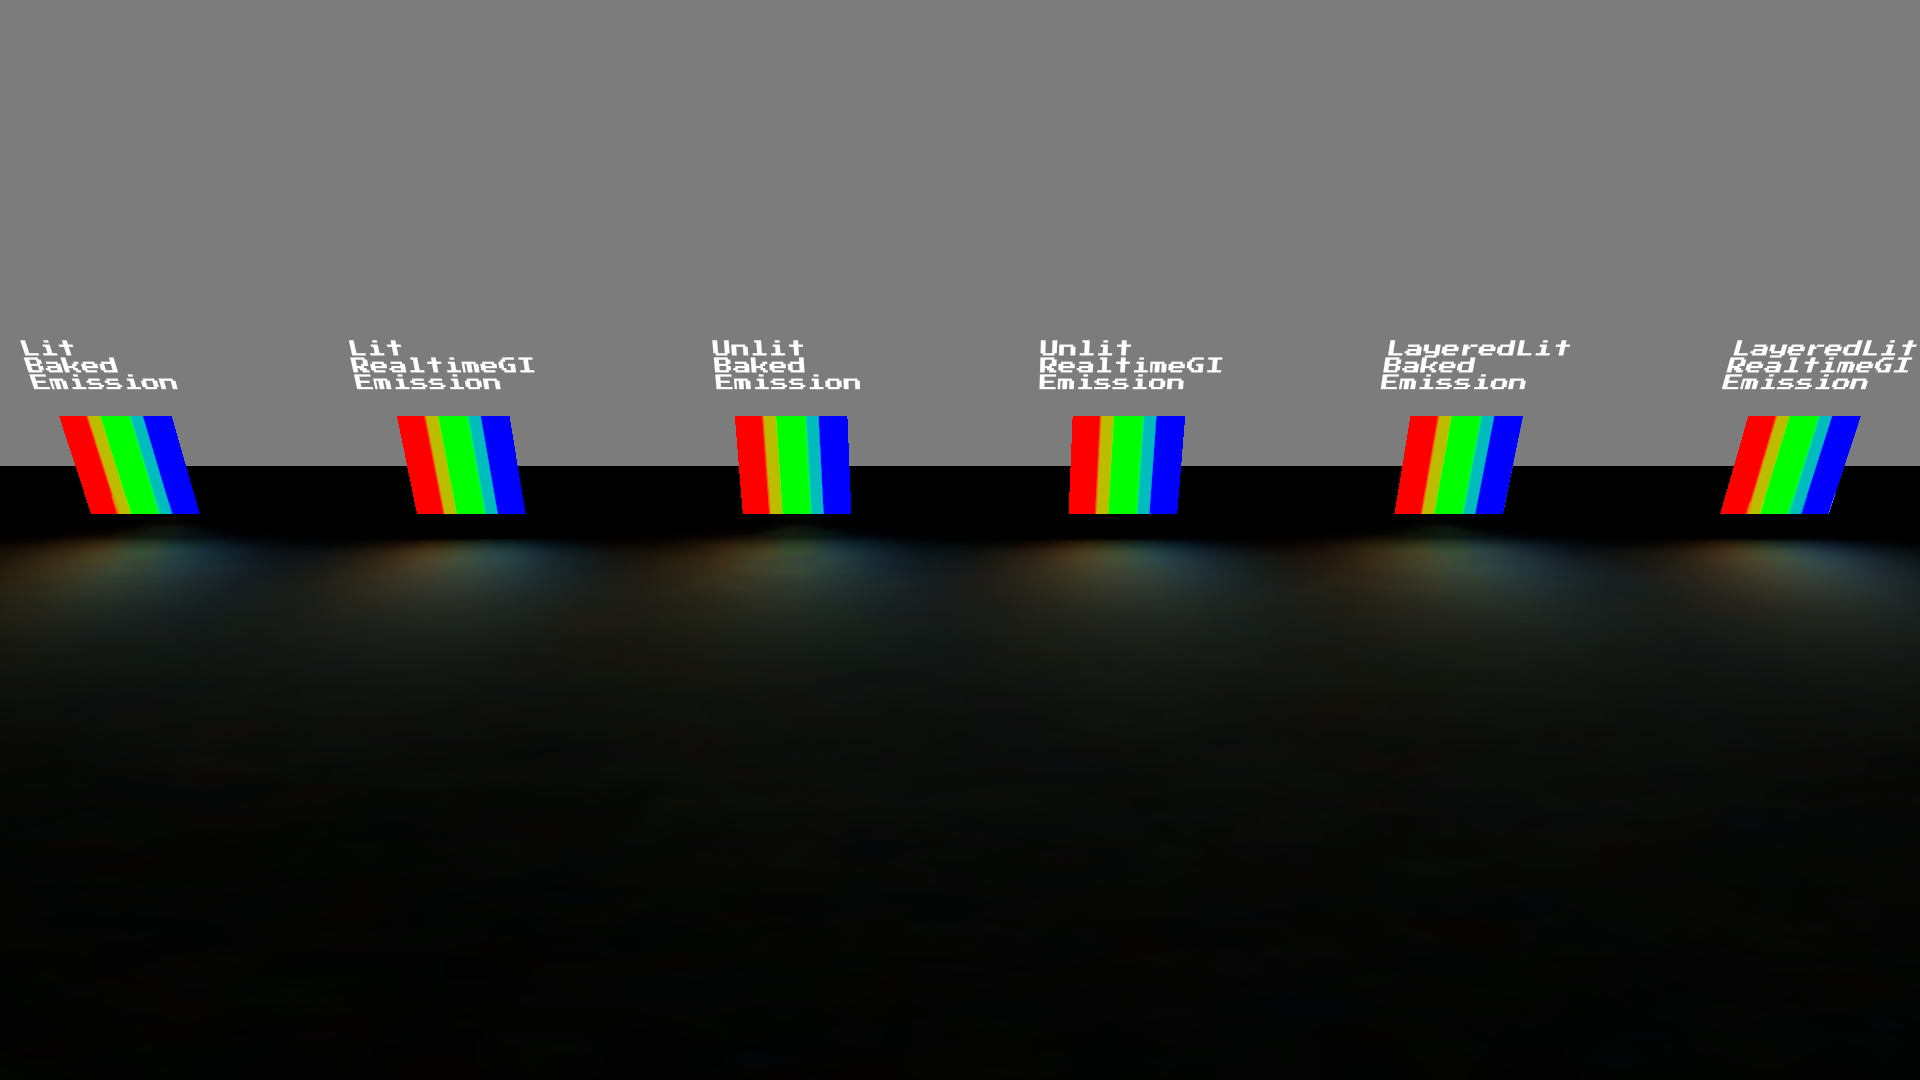 Lit
Baked
Emission
Lit
RealtimeGI
Emission
Unlit
Baked
Emission
Unlit
RealtimeGI
Emission
LayeredLit
Baked
Emission
LayeredLit
RealtimeGI
Emission